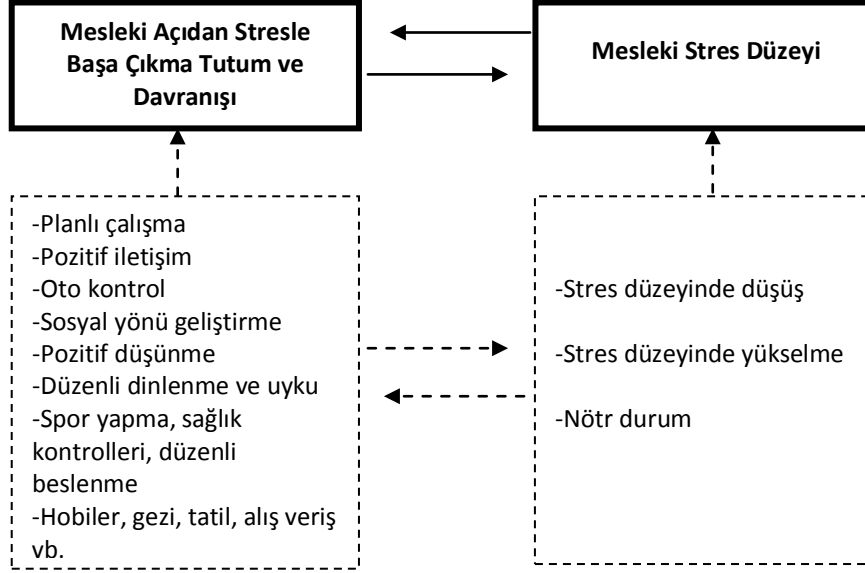 Mesleki Açıdan Stresle
Başa Çıkma Tutum ve
Davranışı
Mesleki Stres Düzeyi
-Planlı çalışma
-Pozitif iletişim
-Oto kontrol
-Sosyal yönü geliştirme
-Pozitif düşünme
-Düzenli dinlenme ve uyku
-Spor yapma, sağlık
kontrolleri, düzenli
beslenme
-Hobiler, gezi, tatil, alış veriş
vb.
-Stres düzeyinde düşüş
-Stres düzeyinde yükselme
-Nötr durum